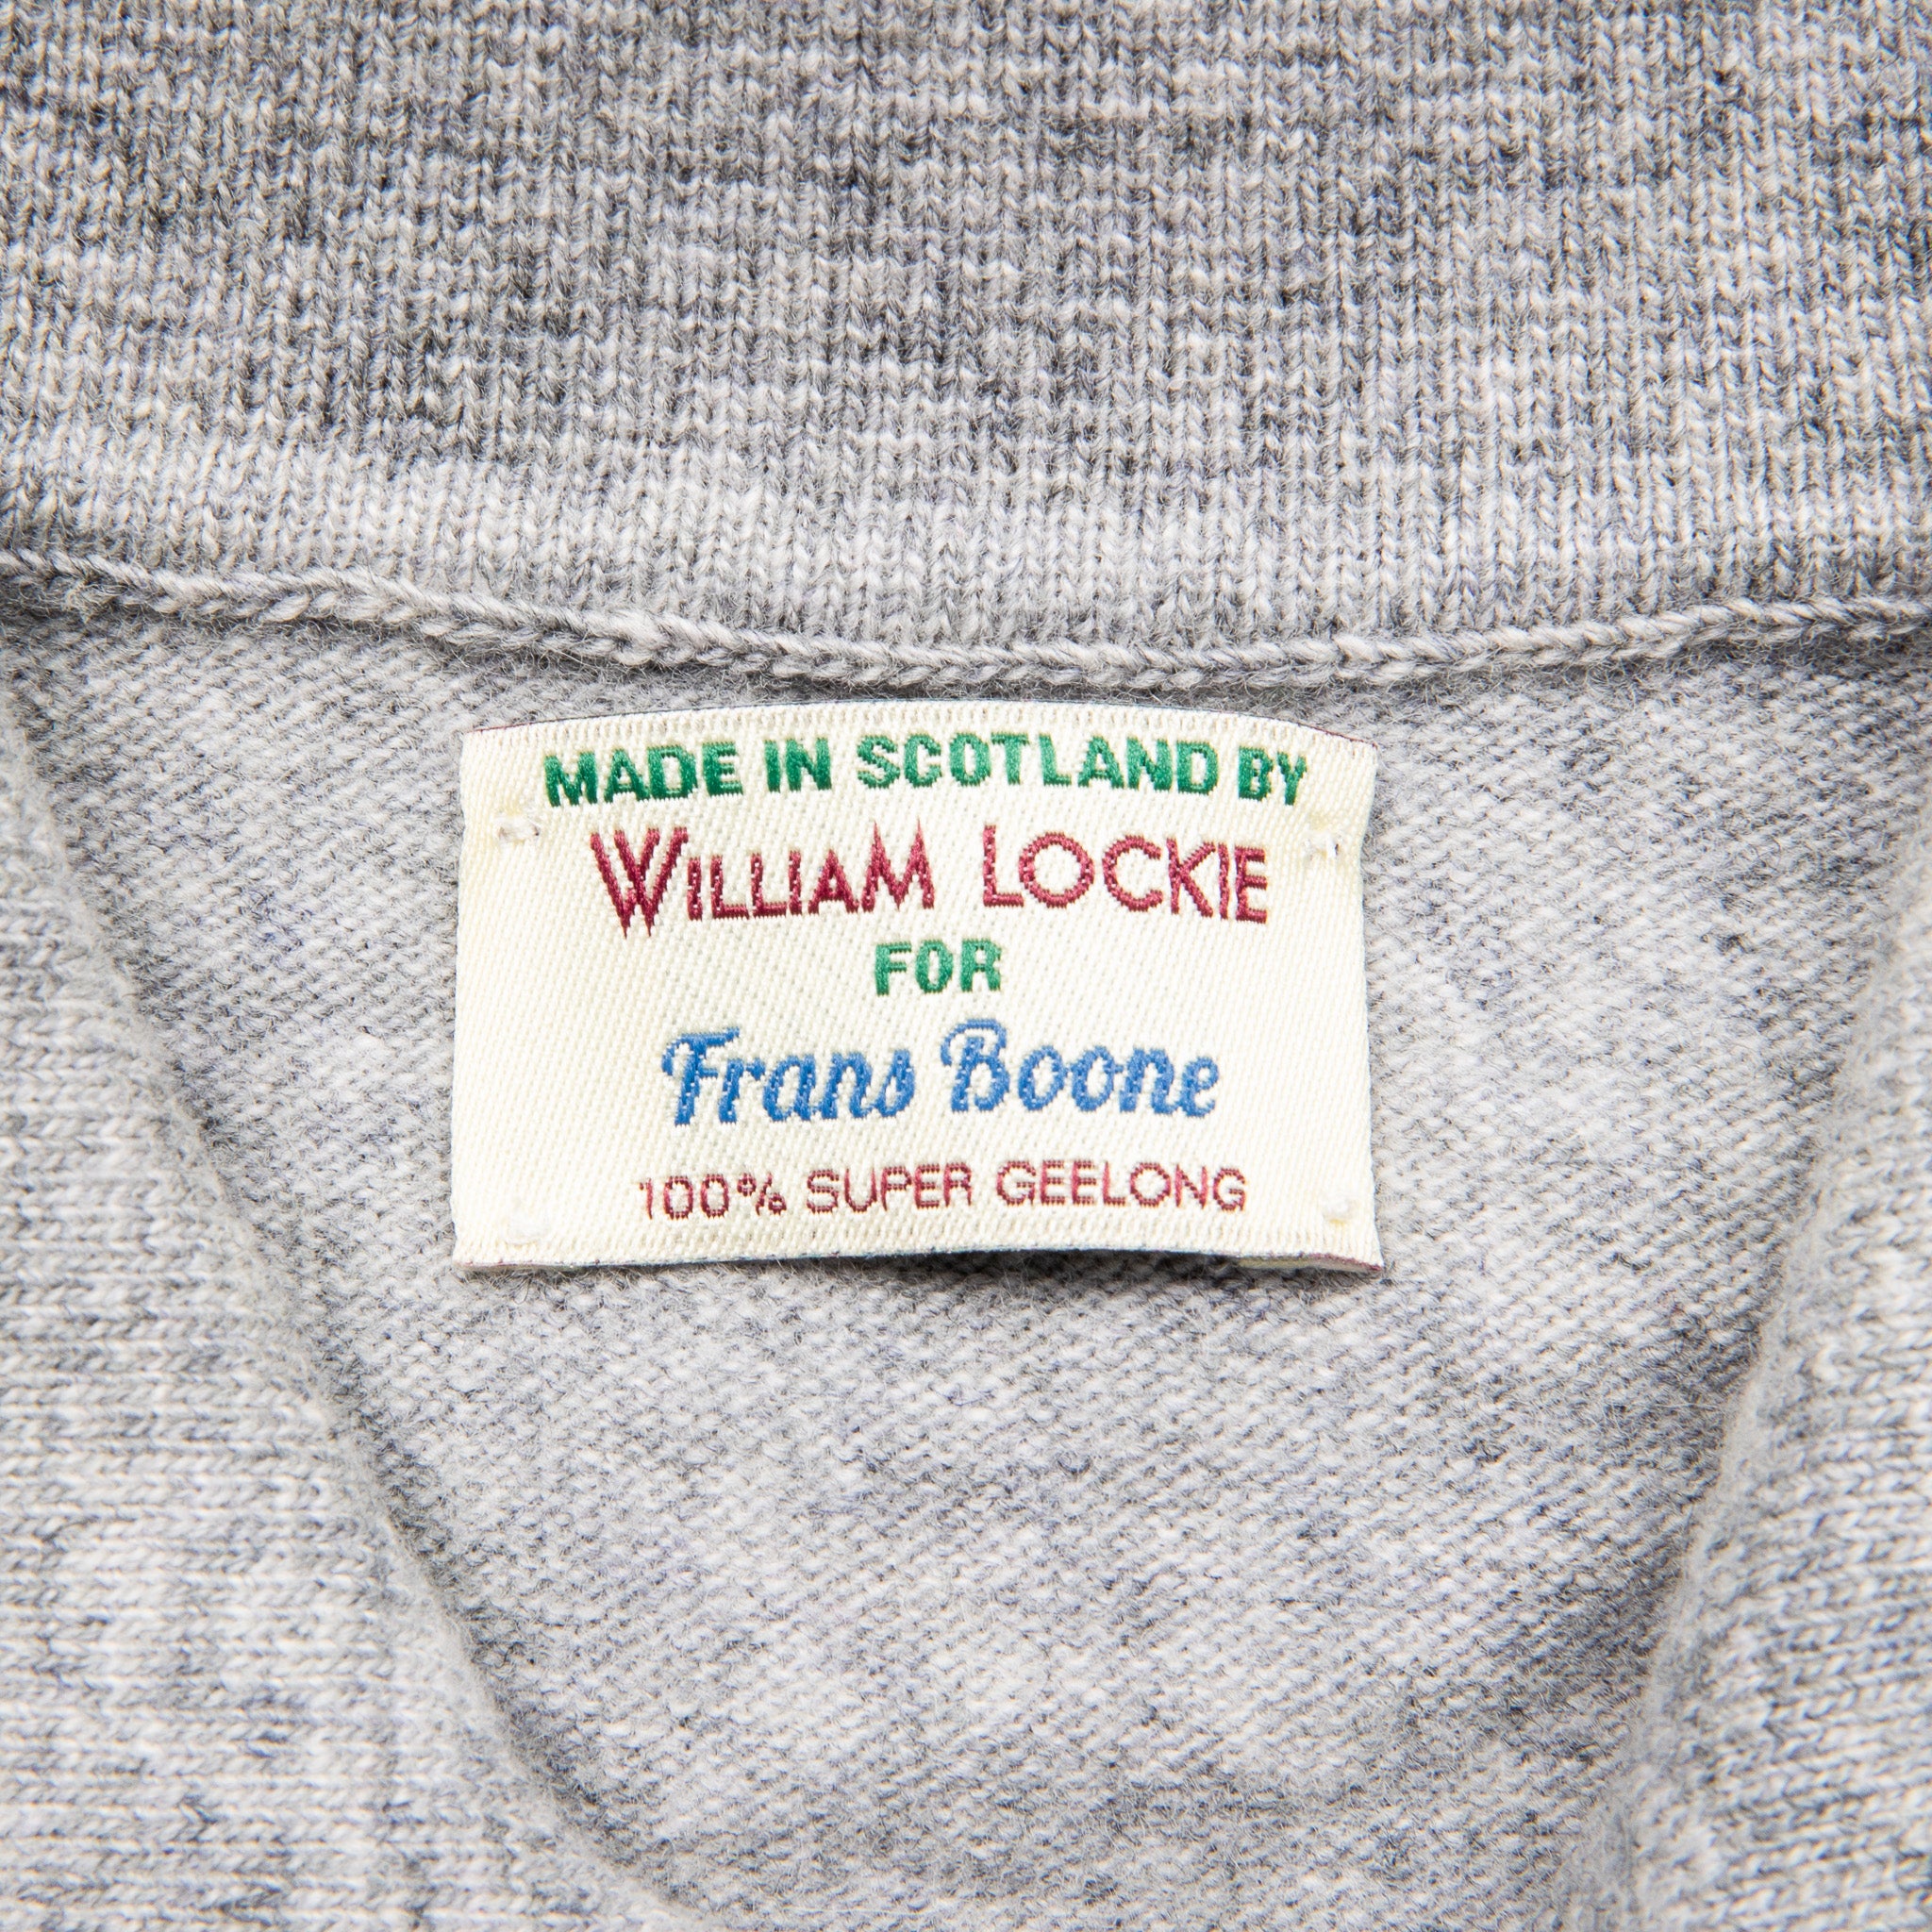 MADE IN SCOTLAND BY
WILLIAM LOCKIE
FOR
Frans Boone
100% SUPER GEELONG